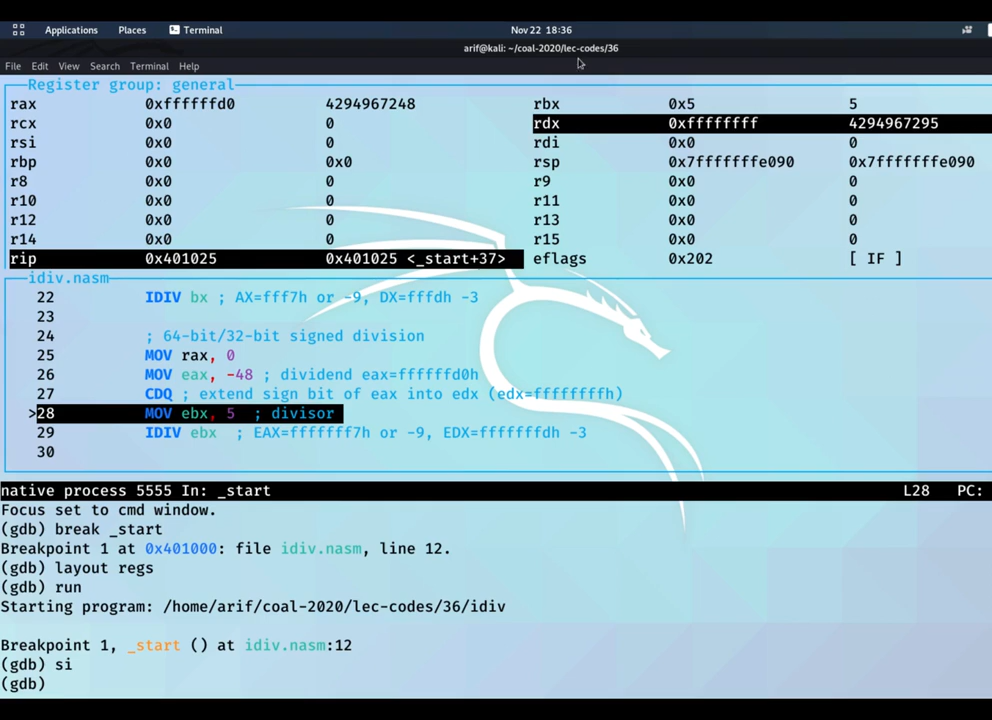 Applications Places Terminal Nov 22 18:36
arif@kali: ~/coal-2020/lec-codes/36
File Edit View Search Terminal Help
Register group: general
rax 0xffffffd0 4294967248 rbx 0x5 5
rcx 0x0 0 rdx 0xffffffff 4294967295
rsi 0x0 0 rdi 0x0 0
rbp 0x0 0x0 rsp 0x7fffffffe090 0x7fffffffe090
r8 0x0 0 r9 0x0 0
r10 0x0 0 r11 0x0 0
r12 0x0 0 r13 0x0 0
r14 0x0 0 r15 0x0 0
rip 0x401025 0x401025 <_start+37> eflags 0x202 [ IF ]
idiv.nasm
22 IDIV bx ; AX=fff7h or -9, DX=fffdh -3
23
24 ; 64-bit/32-bit signed division
25 MOV rax, 0
26 MOV eax, -48 ; dividend eax=ffffffd0h
27 CDQ ; extend sign bit of eax into edx (edx=ffffffffh)
>28 MOV ebx, 5 ; divisor
29 IDIV ebx ; EAX=fffffff7h or -9, EDX=fffffffdh -3
30
native process 5555 In: _start L28 PC:
Focus set to cmd window.
(gdb) break _start
Breakpoint 1 at 0x401000: file idiv.nasm, line 12.
(gdb) layout regs
(gdb) run
Starting program: /home/arif/coal-2020/lec-codes/36/idiv
Breakpoint 1, _start () at idiv.nasm:12
(gdb) si
(gdb)